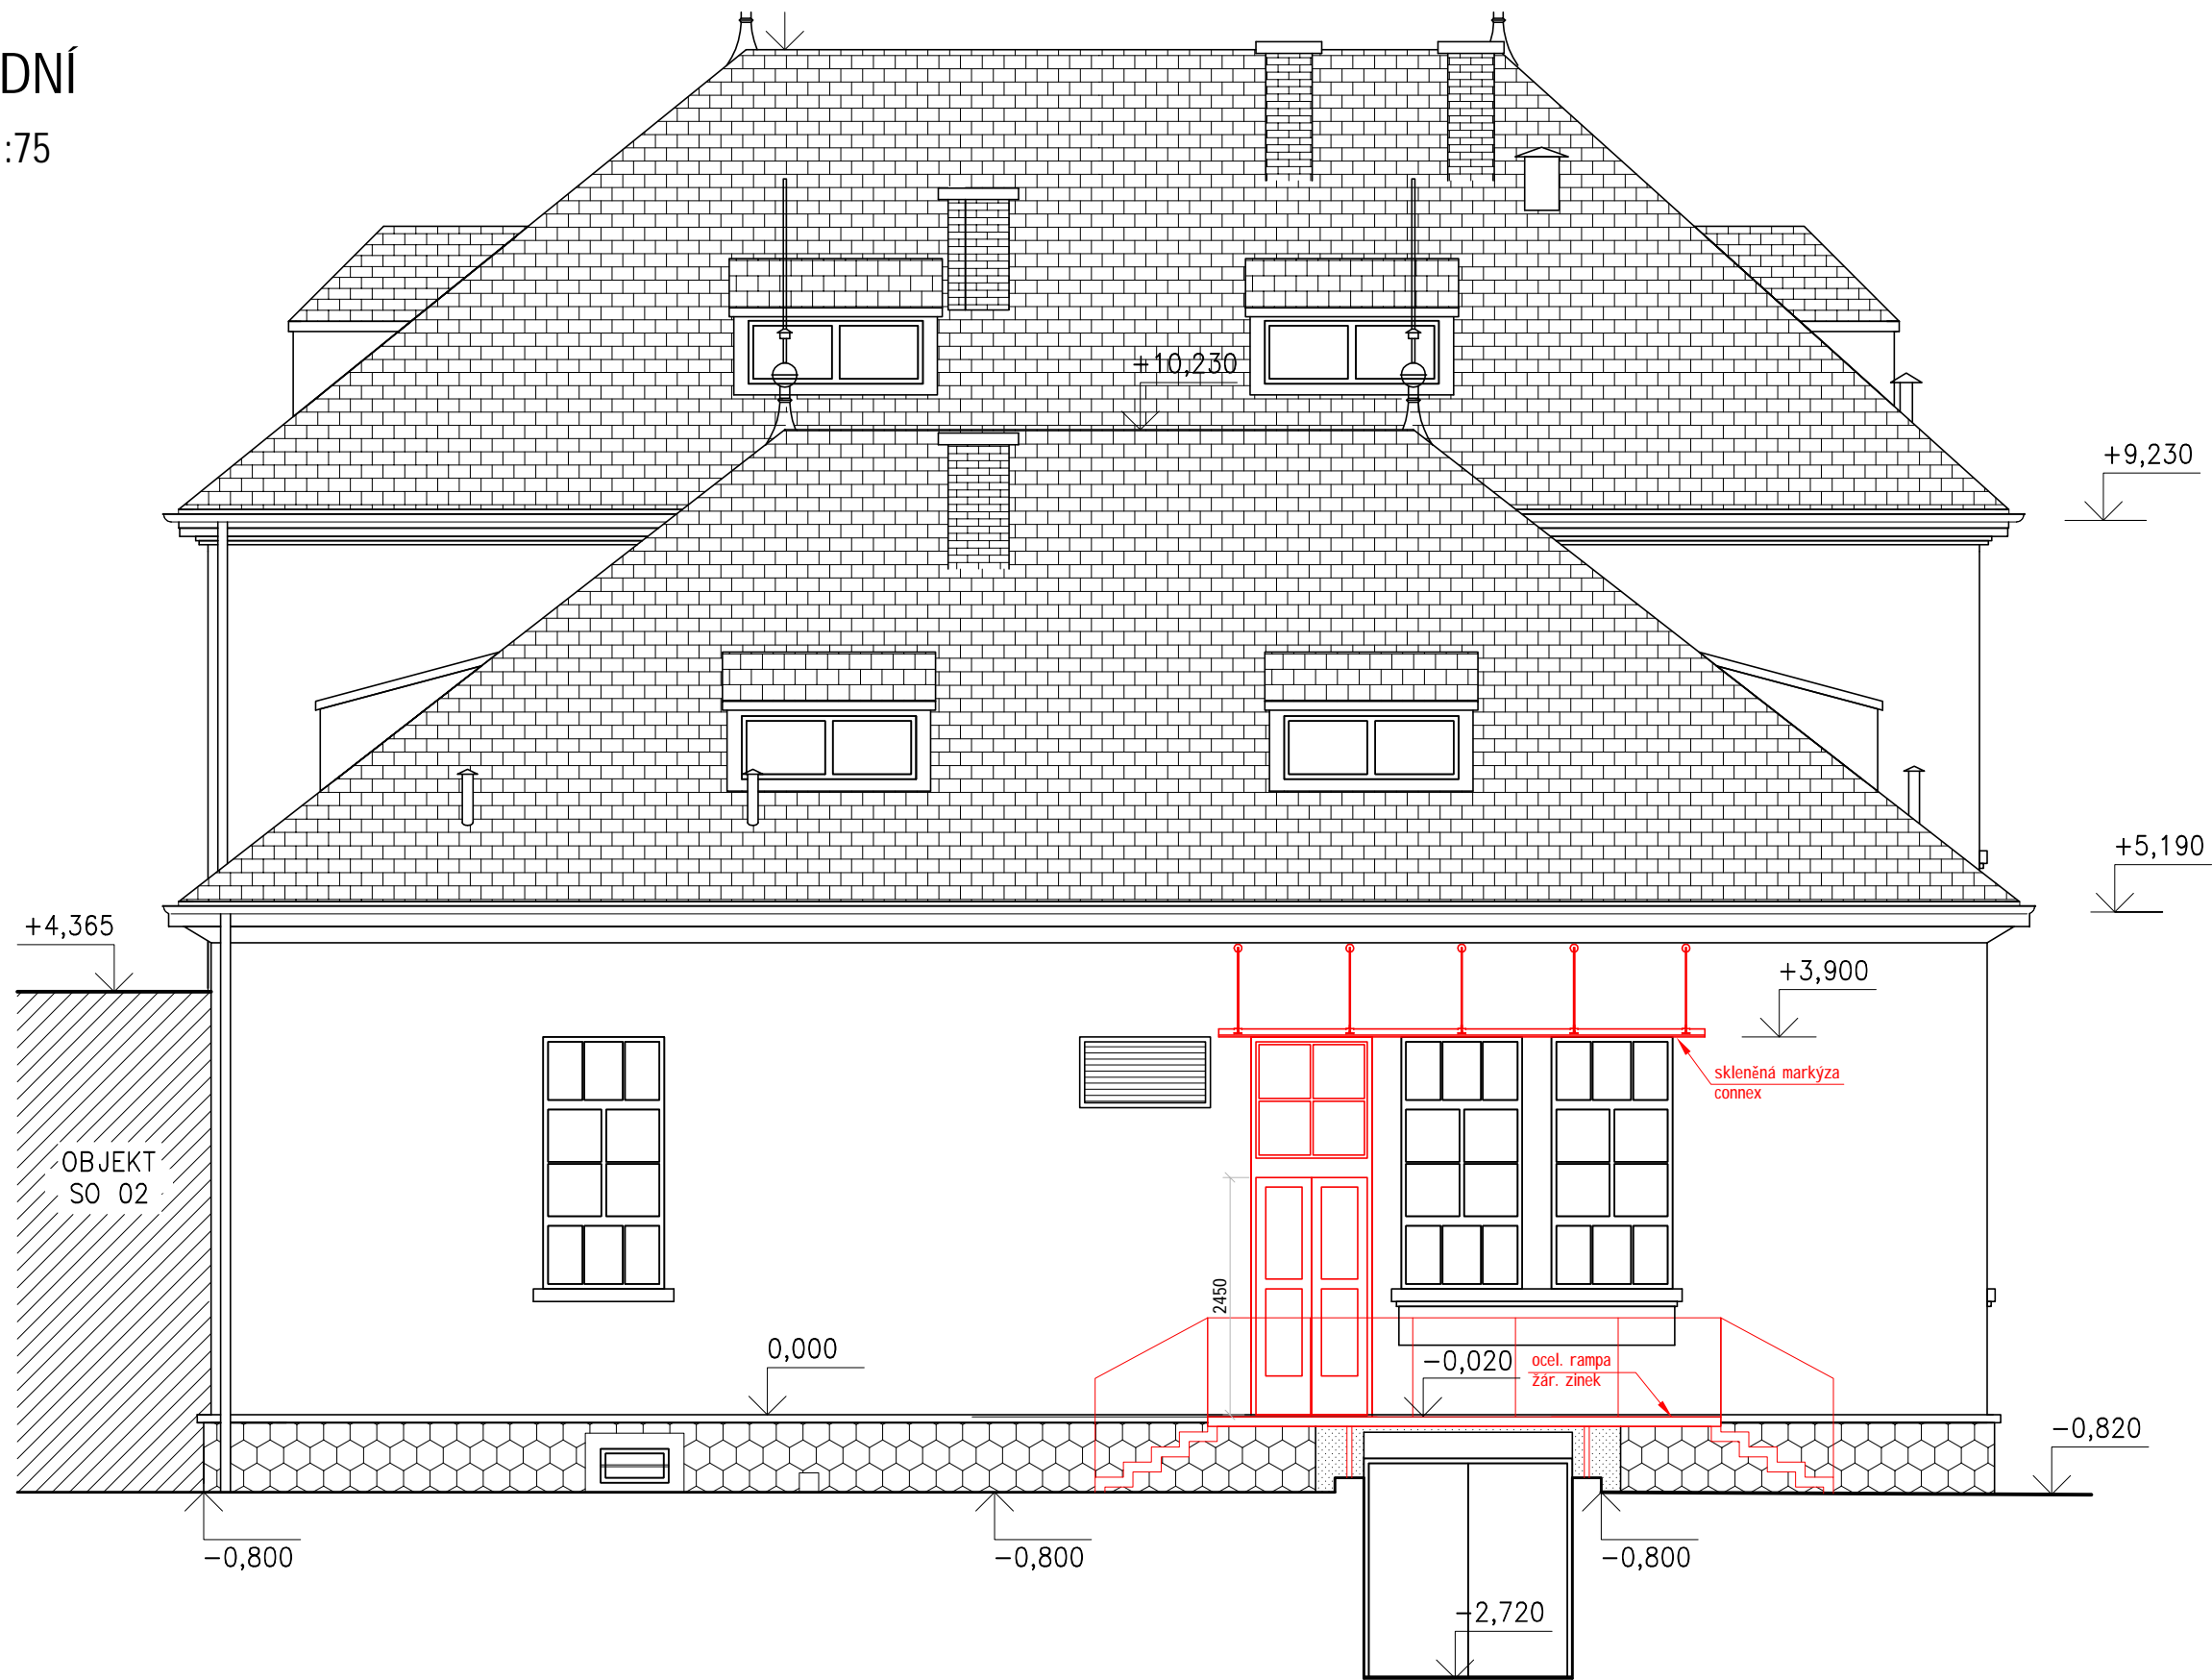 DNÍ
:75
+10,230
+9,230
+5,190
+4,365
+3,900
skleněná markýza
connex
OBJEKT
SO 02
2450
0,000
-0,020
ocel. rampa
žár. zinek
-0,820
-0,800
-0,800
-0,800
-2,720